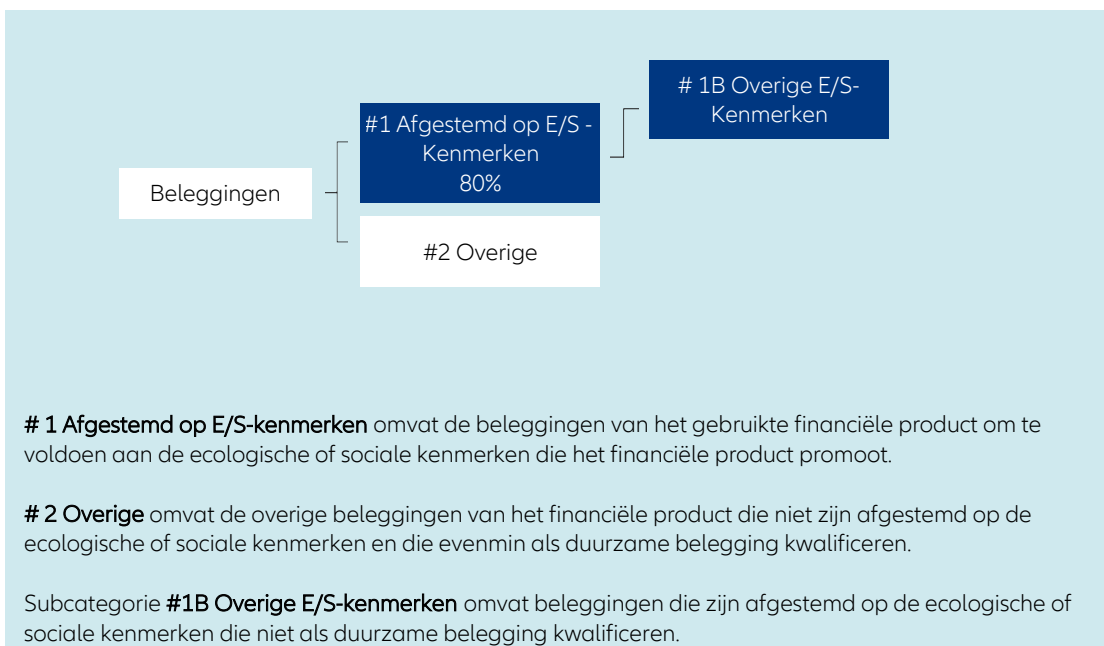 # 1B Overige E/S-
Kenmerken
#1 Afgestemd op E/S -
Kenmerken
80%
Beleggingen
#2 Overige
# 1 Afgestemd op E/S-kenmerken omvat de beleggingen van het gebruikte financiële product om te
voldoen aan de ecologische of sociale kenmerken die het financiële product promoot.
# 2 Overige omvat de overige beleggingen van het financiële product die niet zijn afgestemd op de
ecologische of sociale kenmerken en die evenmin als duurzame belegging kwalificeren.
Subcategorie #1B Overige E/S-kenmerken omvat beleggingen die zijn afgestemd op de ecologische of
sociale kenmerken die niet als duurzame belegging kwalificeren.